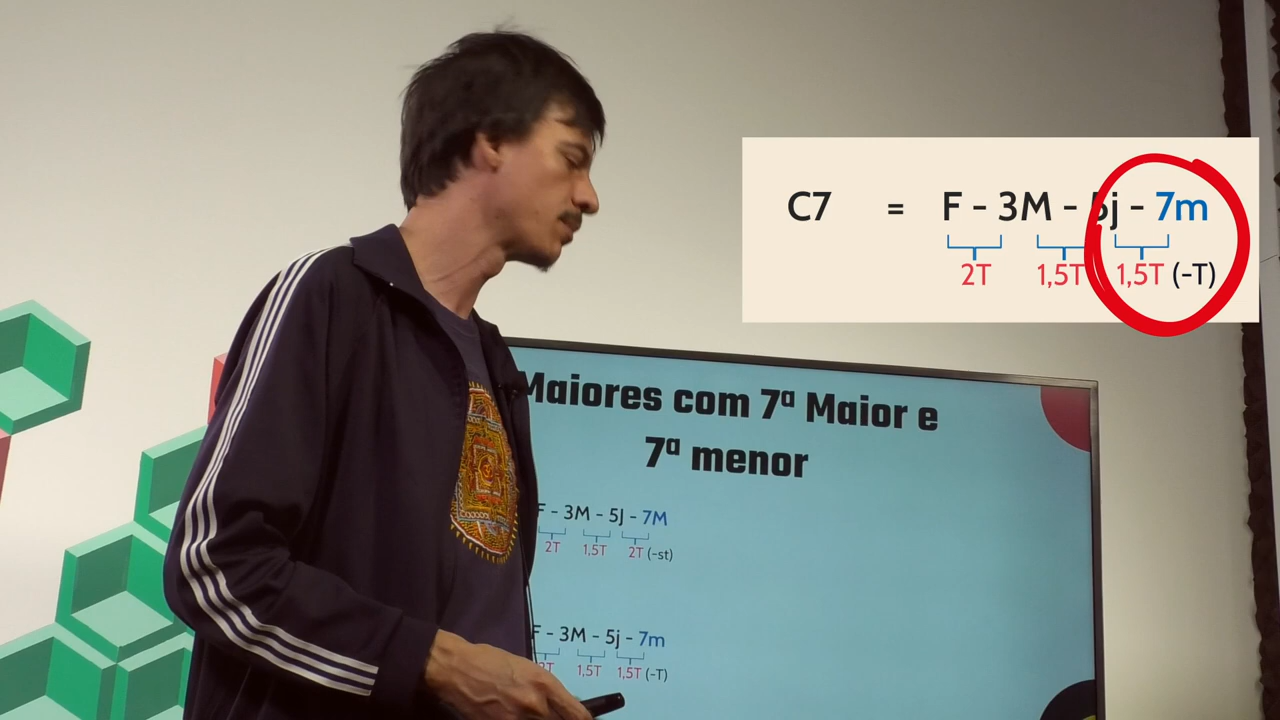 C7 = F - 3M - 5j - 7m
2T 1,5T 1,5T (-T)
Maiores com 7ª Maior e
7ª menor
F - 3M - 5J - 7M
2T 1,5T 2T (-st)
F - 3M - 5j - 7m
2T 1,5T 1,5T (-T)